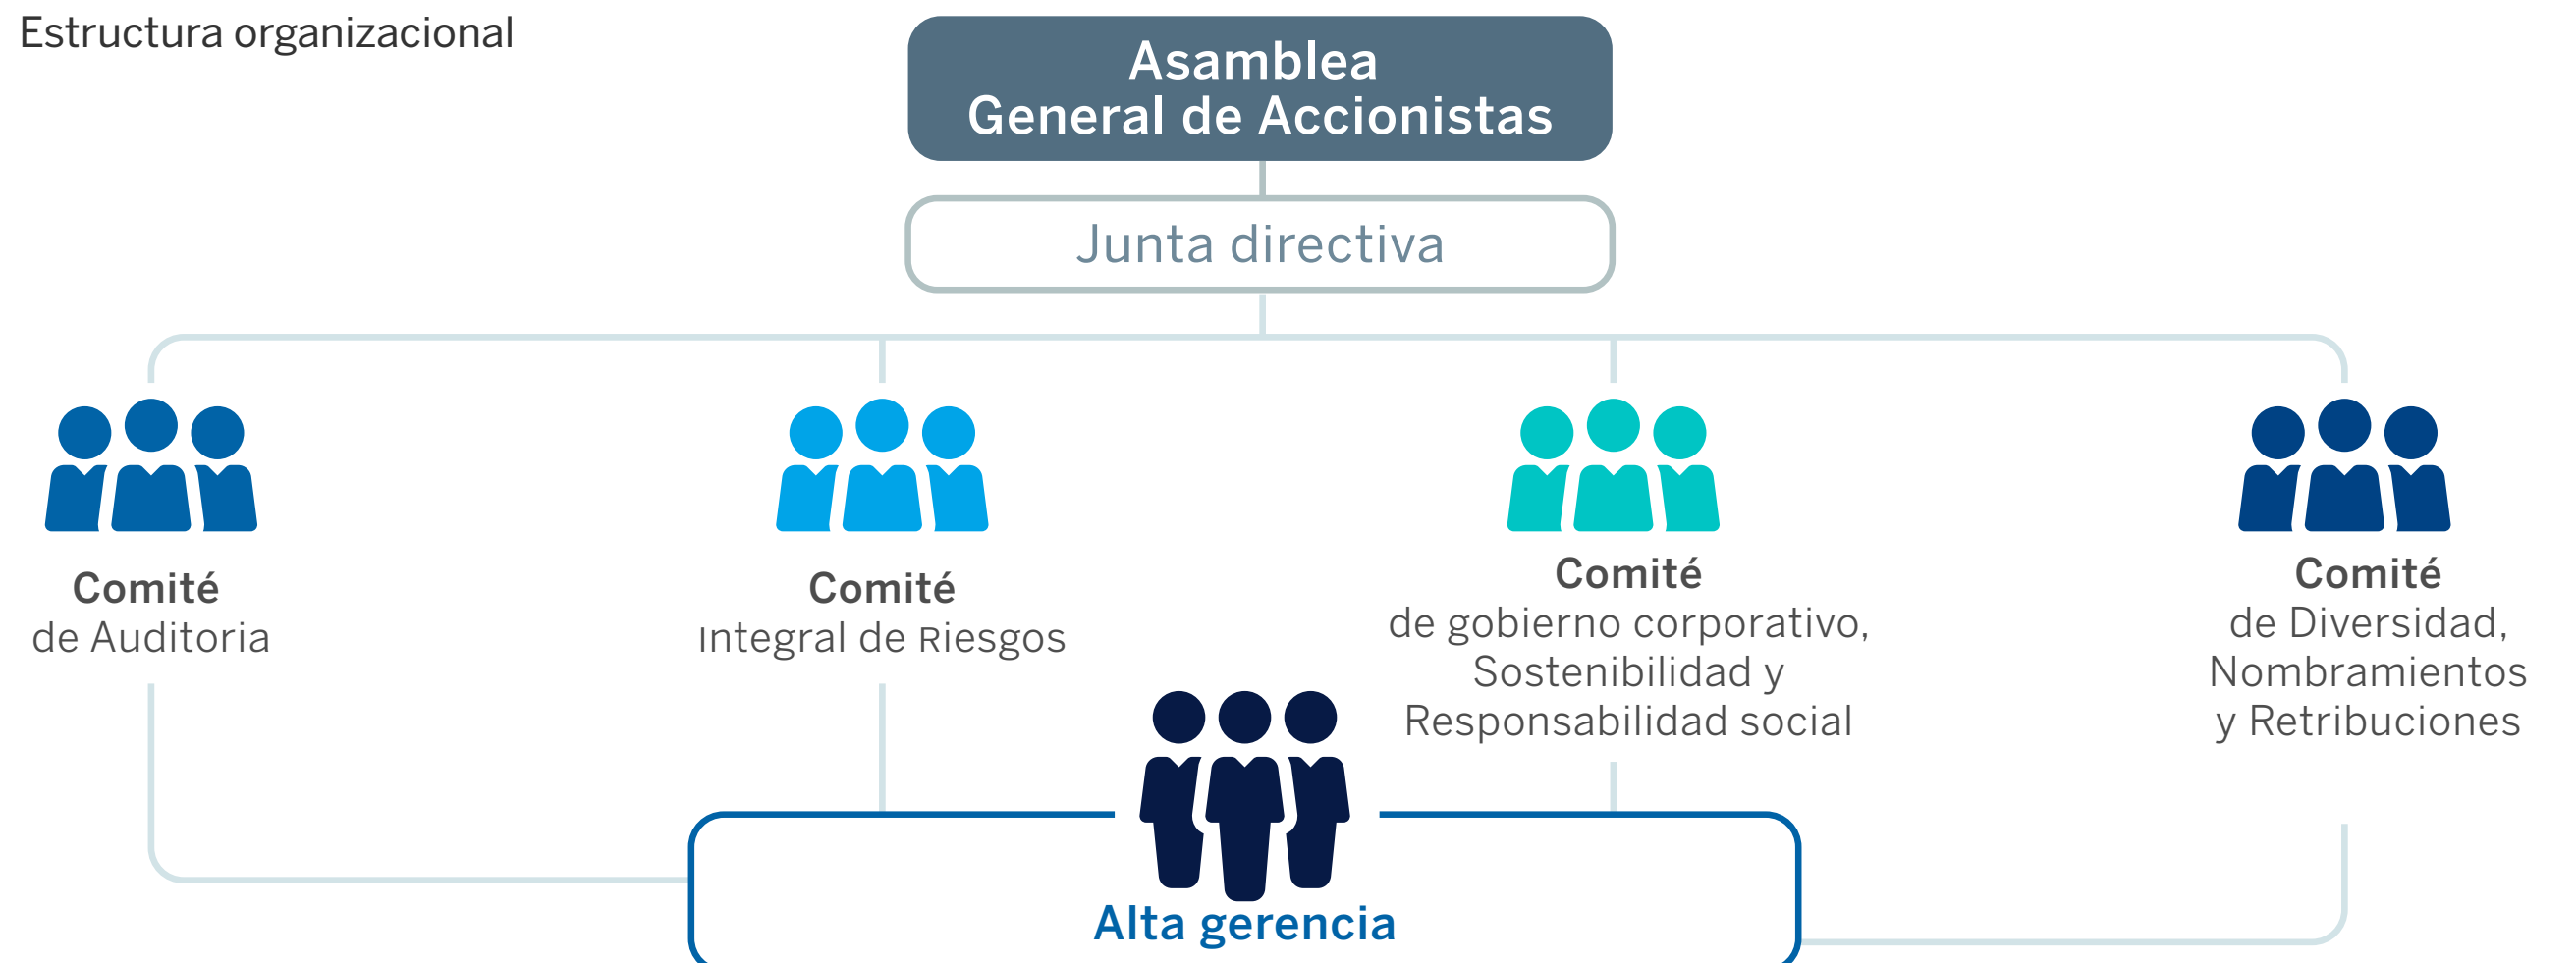 Estructura organizacional
Asamblea
General de Accionistas
Junta directiva
Comité
de Auditoria
Comité
Integral de Riesgos
Comité
de gobierno corporativo,
Sostenibilidad y
Responsabilidad social
Comité
de Diversidad,
Nombramientos
y Retribuciones
Alta gerencia